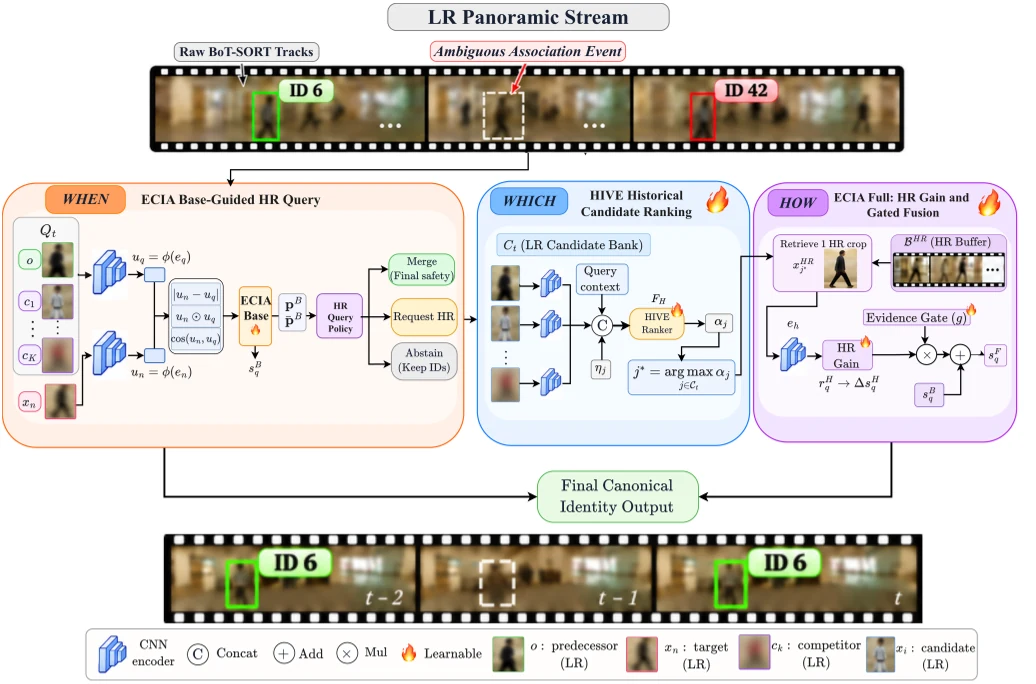 LR Panoramic Stream
Raw BoT-SORT Tracks
Ambiguous Association Event
ID 6
ID 42
...
...
WHEN
ECIA Base-Guided HR Query
Q_t
o
c_1
c_K
x_n
u_q = ϕ(e_q)
u_n = ϕ(e_n)
|u_n − u_q|
u_n ⊙ u_q
cos(u_n, u_q)
ECIA
Base
s_q^B
p^B
p̄^B
HR
Query
Policy
Merge
(Final safety)
Request HR
Abstain
(Keep IDs)
WHICH
HIVE Historical
Candidate Ranking
C_t (LR Candidate Bank)
Query
context
C
η_j
F_H
HIVE
Ranker
α_j
j* = arg max α_j
j∈C_t
HOW
ECIA Full: HR Gain and
Gated Fusion
Retrieve 1 HR crop
x_{j*}^{HR}
B^{HR} (HR Buffer)
...
e_h
HR
Gain
r_q^H → Δs_q^H
Evidence Gate (g)
×
+
s_q^F
s_q^B
Final Canonical
Identity Output
ID 6
t − 2
t − 1
ID 6
t
CNN
encoder
C Concat
+ Add
× Mul
Learnable
o : predecessor
(LR)
x_n : target
(LR)
c_k : competitor
(LR)
x_i : candidate
(LR)